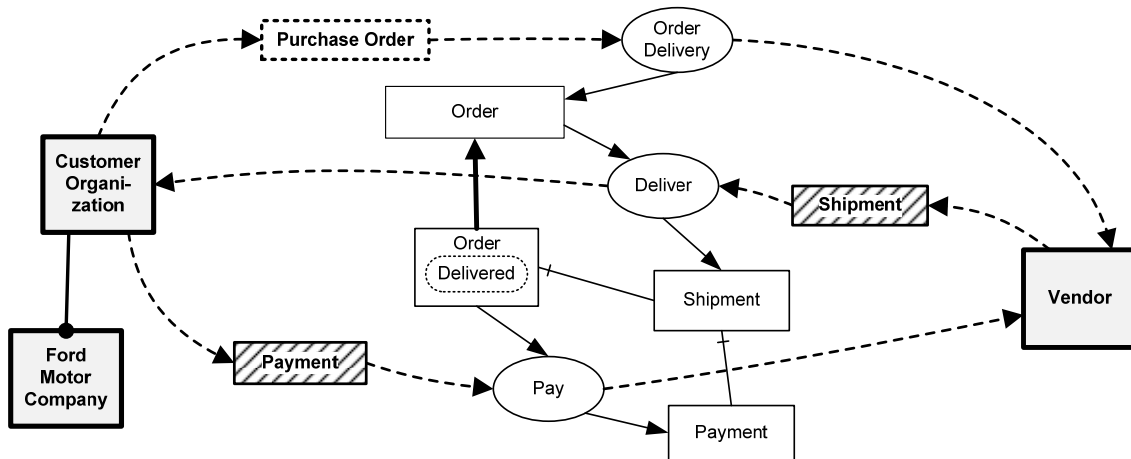 Purchase Order
Order
Delivery
Order
Customer
Organi-
zation
Deliver
Shipment
Order
Delivered
Shipment
Vendor
Ford
Motor
Company
Payment
Pay
Payment